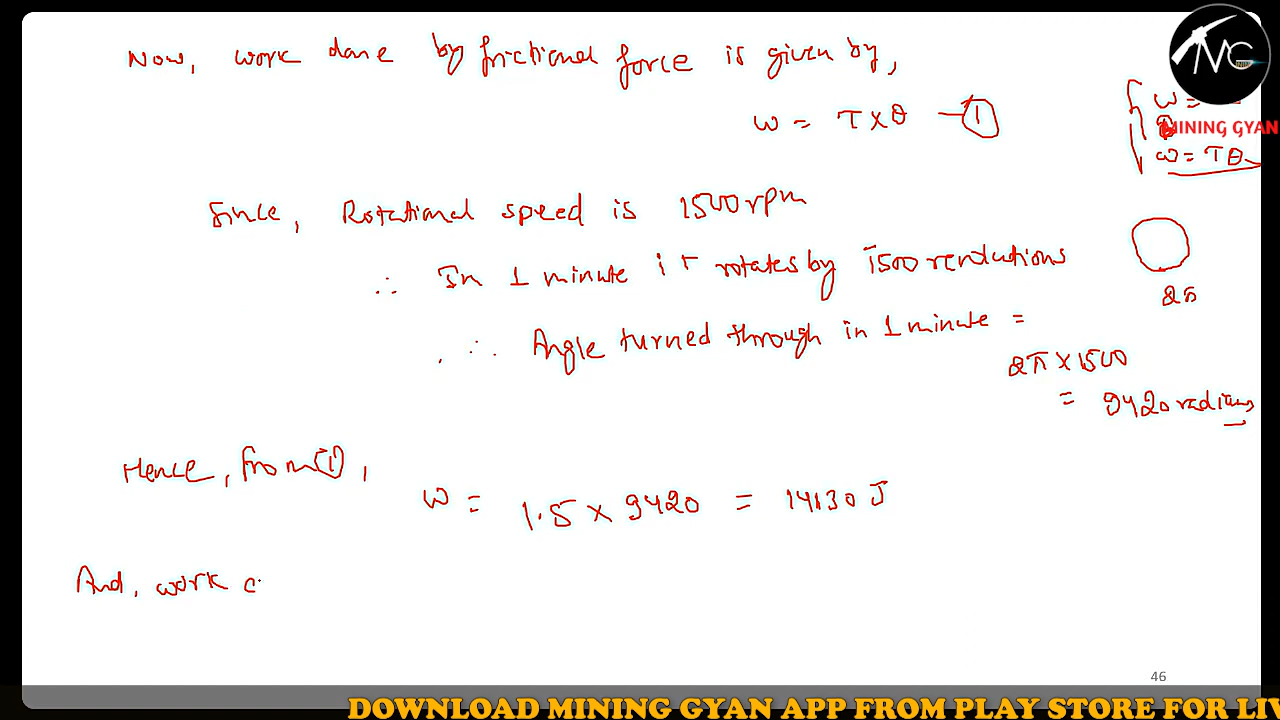 Now, work done by frictional force is given by,
W = T × θ — ①
W =
W = Tθ
MINING GYAN
Since, Rotational speed is 1500 rpm
∴ In 1 minute it rotates by 1500 revolutions
2π
∴ Angle turned through in 1 minute =
2π × 1500
= 9420 radians
Hence, from ①,
W = 1.5 × 9420 = 14130 J
And, work
46
DOWNLOAD MINING GYAN APP FROM PLAY STORE FOR LIV